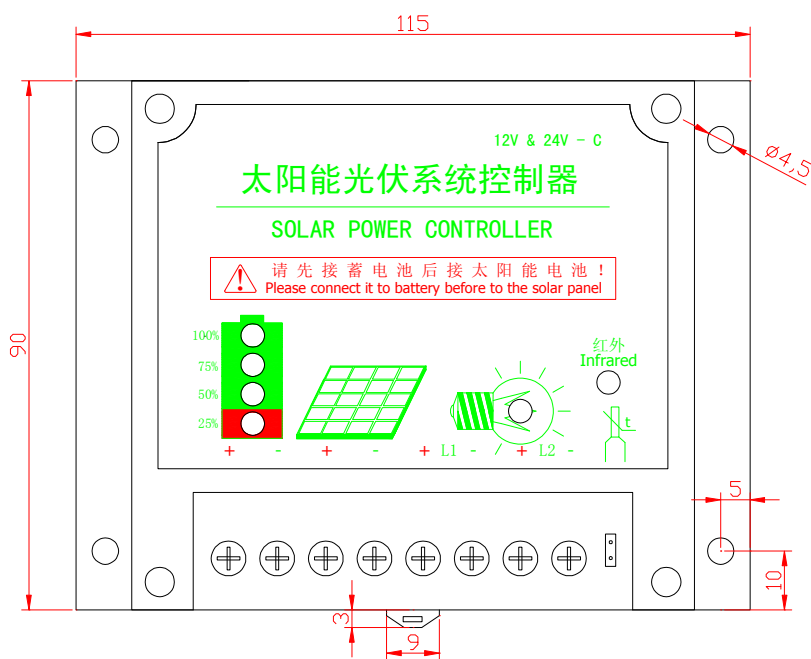 115
12V & 24V - C
ø4,5
太阳能光伏系统控制器
SOLAR POWER CONTROLLER
请先接蓄电池后接太阳能电池！
Please connect it to battery before to the solar panel
90
100%
75%
50%
25%
红外
Infrared
t
+ - + - + L1 - / + L2 -
5
10
3
9